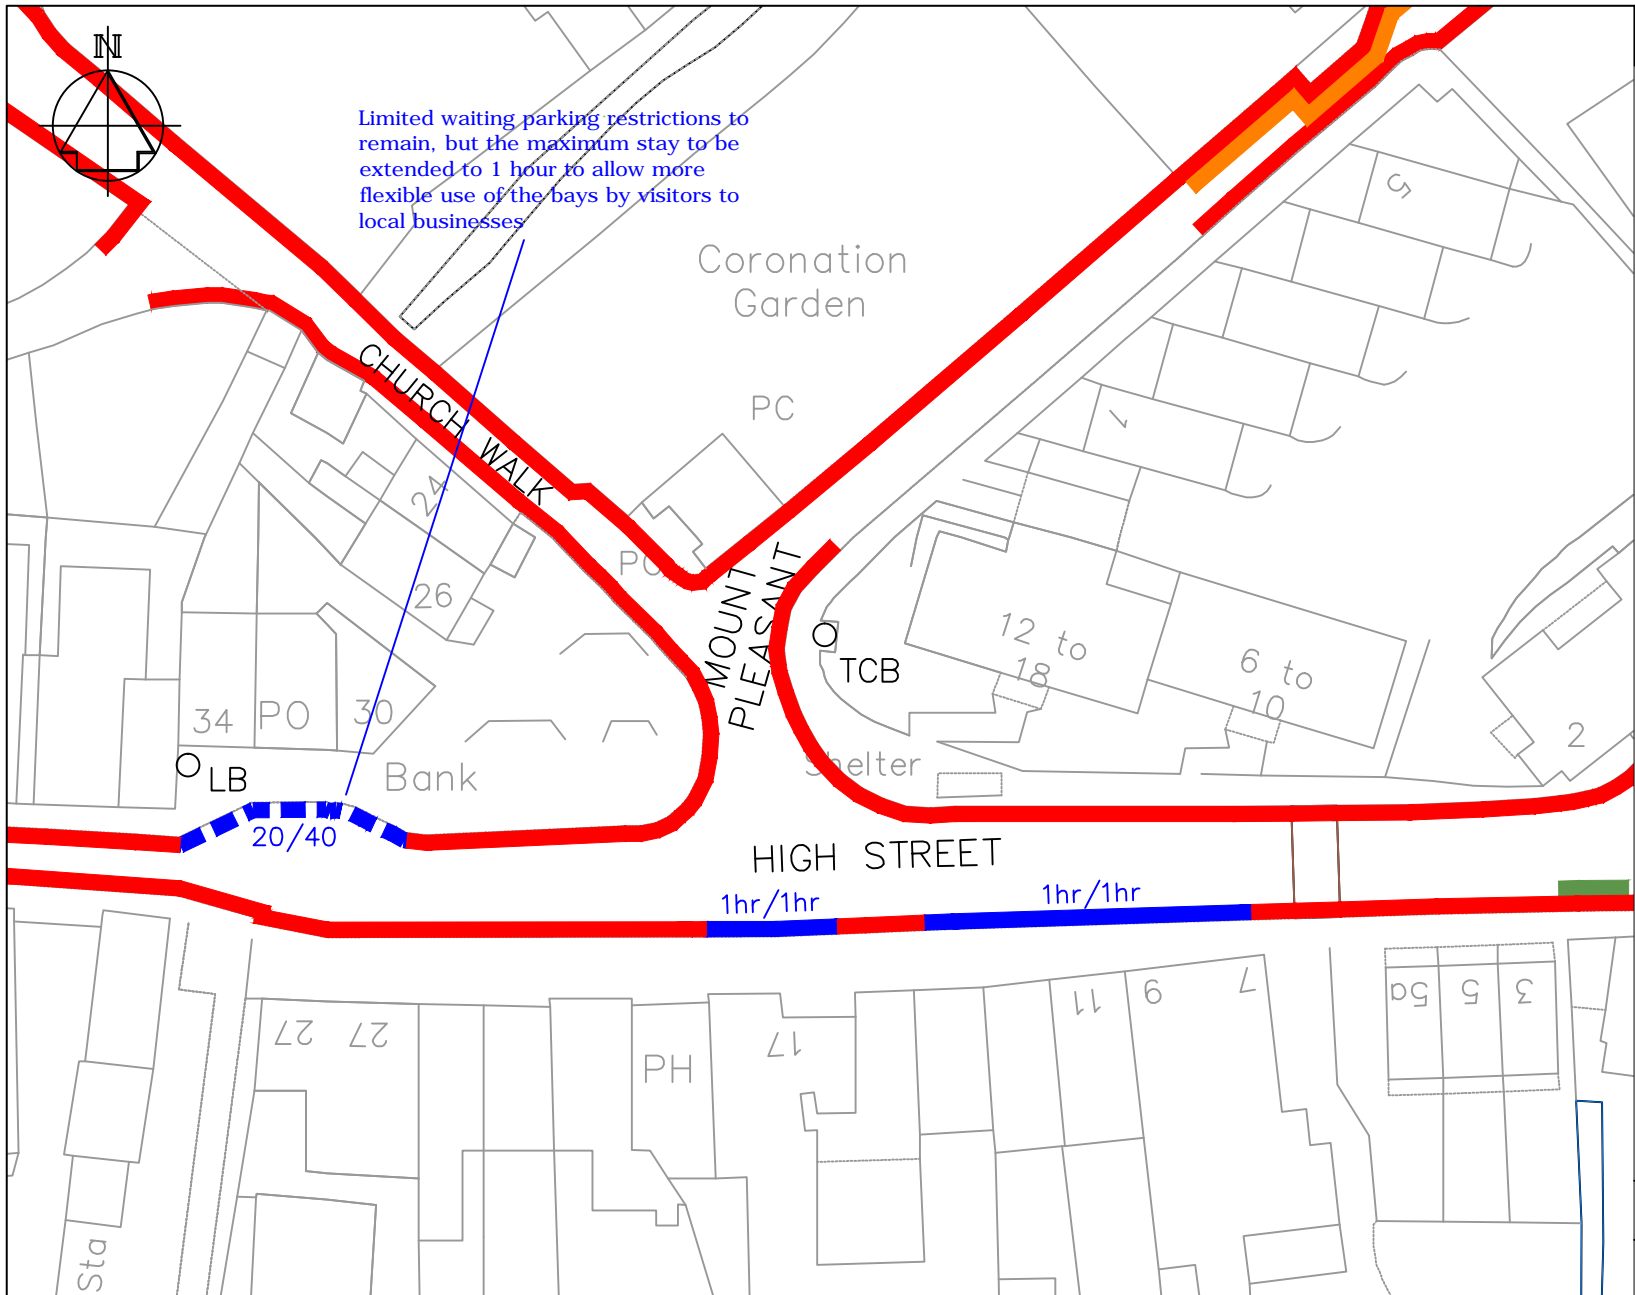 N
Limited waiting parking restrictions to
remain, but the maximum stay to be
extended to 1 hour to allow more
flexible use of the bays by visitors to
local businesses
Coronation
Garden
PC
5
1
CHURCH WALK
24
26
PO
MOUNT
PLEASANT
TCB
12 to
18
6 to
10
2
34
PO
30
LB
Bank
Shelter
20/40
HIGH STREET
1hr/1hr
1hr/1hr
27
27
PH
17
11
9
7
5a
5
3
Sta